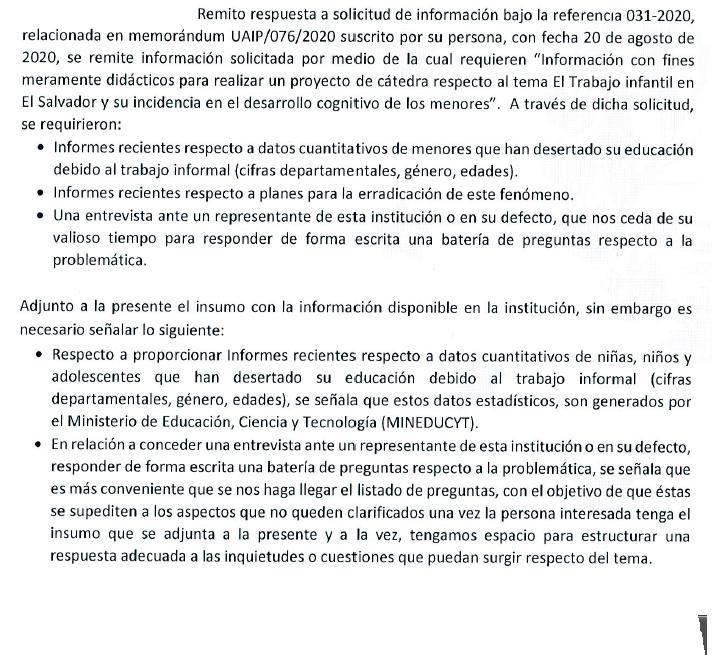 Remito respuesta a solicitud de información bajo la referencia 031-2020,
relacionada en memorándum UAIP/076/2020 suscrito por su persona, con fecha 20 de agosto de
2020, se remite información solicitada por medio de la cual requieren “Información con fines
meramente didácticos para realizar un proyecto de cátedra respecto al tema El Trabajo infantil en
El Salvador y su incidencia en el desarrollo cognitivo de los menores”. A través de dicha solicitud,
se requirieron:
• Informes recientes respecto a datos cuantitativos de menores que han desertado su educación
debido al trabajo informal (cifras departamentales, género, edades).
• Informes recientes respecto a planes para la erradicación de este fenómeno.
• Una entrevista ante un representante de esta institución o en su defecto, que nos ceda de su
valioso tiempo para responder de forma escrita una batería de preguntas respecto a la
problemática.
Adjunto a la presente el insumo con la información disponible en la institución, sin embargo es
necesario señalar lo siguiente:
• Respecto a proporcionar Informes recientes respecto a datos cuantitativos de niñas, niños y
adolescentes que han desertado su educación debido al trabajo informal (cifras
departamentales, género, edades), se señala que estos datos estadísticos, son generados por
el Ministerio de Educación, Ciencia y Tecnología (MINEDUCYT).
• En relación a conceder una entrevista ante un representante de esta institución o en su defecto,
responder de forma escrita una batería de preguntas respecto a la problemática, se señala que
es más conveniente que se nos haga llegar el listado de preguntas, con el objetivo de que éstas
se supediten a los aspectos que no queden clarificados una vez la persona interesada tenga el
insumo que se adjunta a la presente y a la vez, tengamos espacio para estructurar una
respuesta adecuada a las inquietudes o cuestiones que puedan surgir respecto del tema.